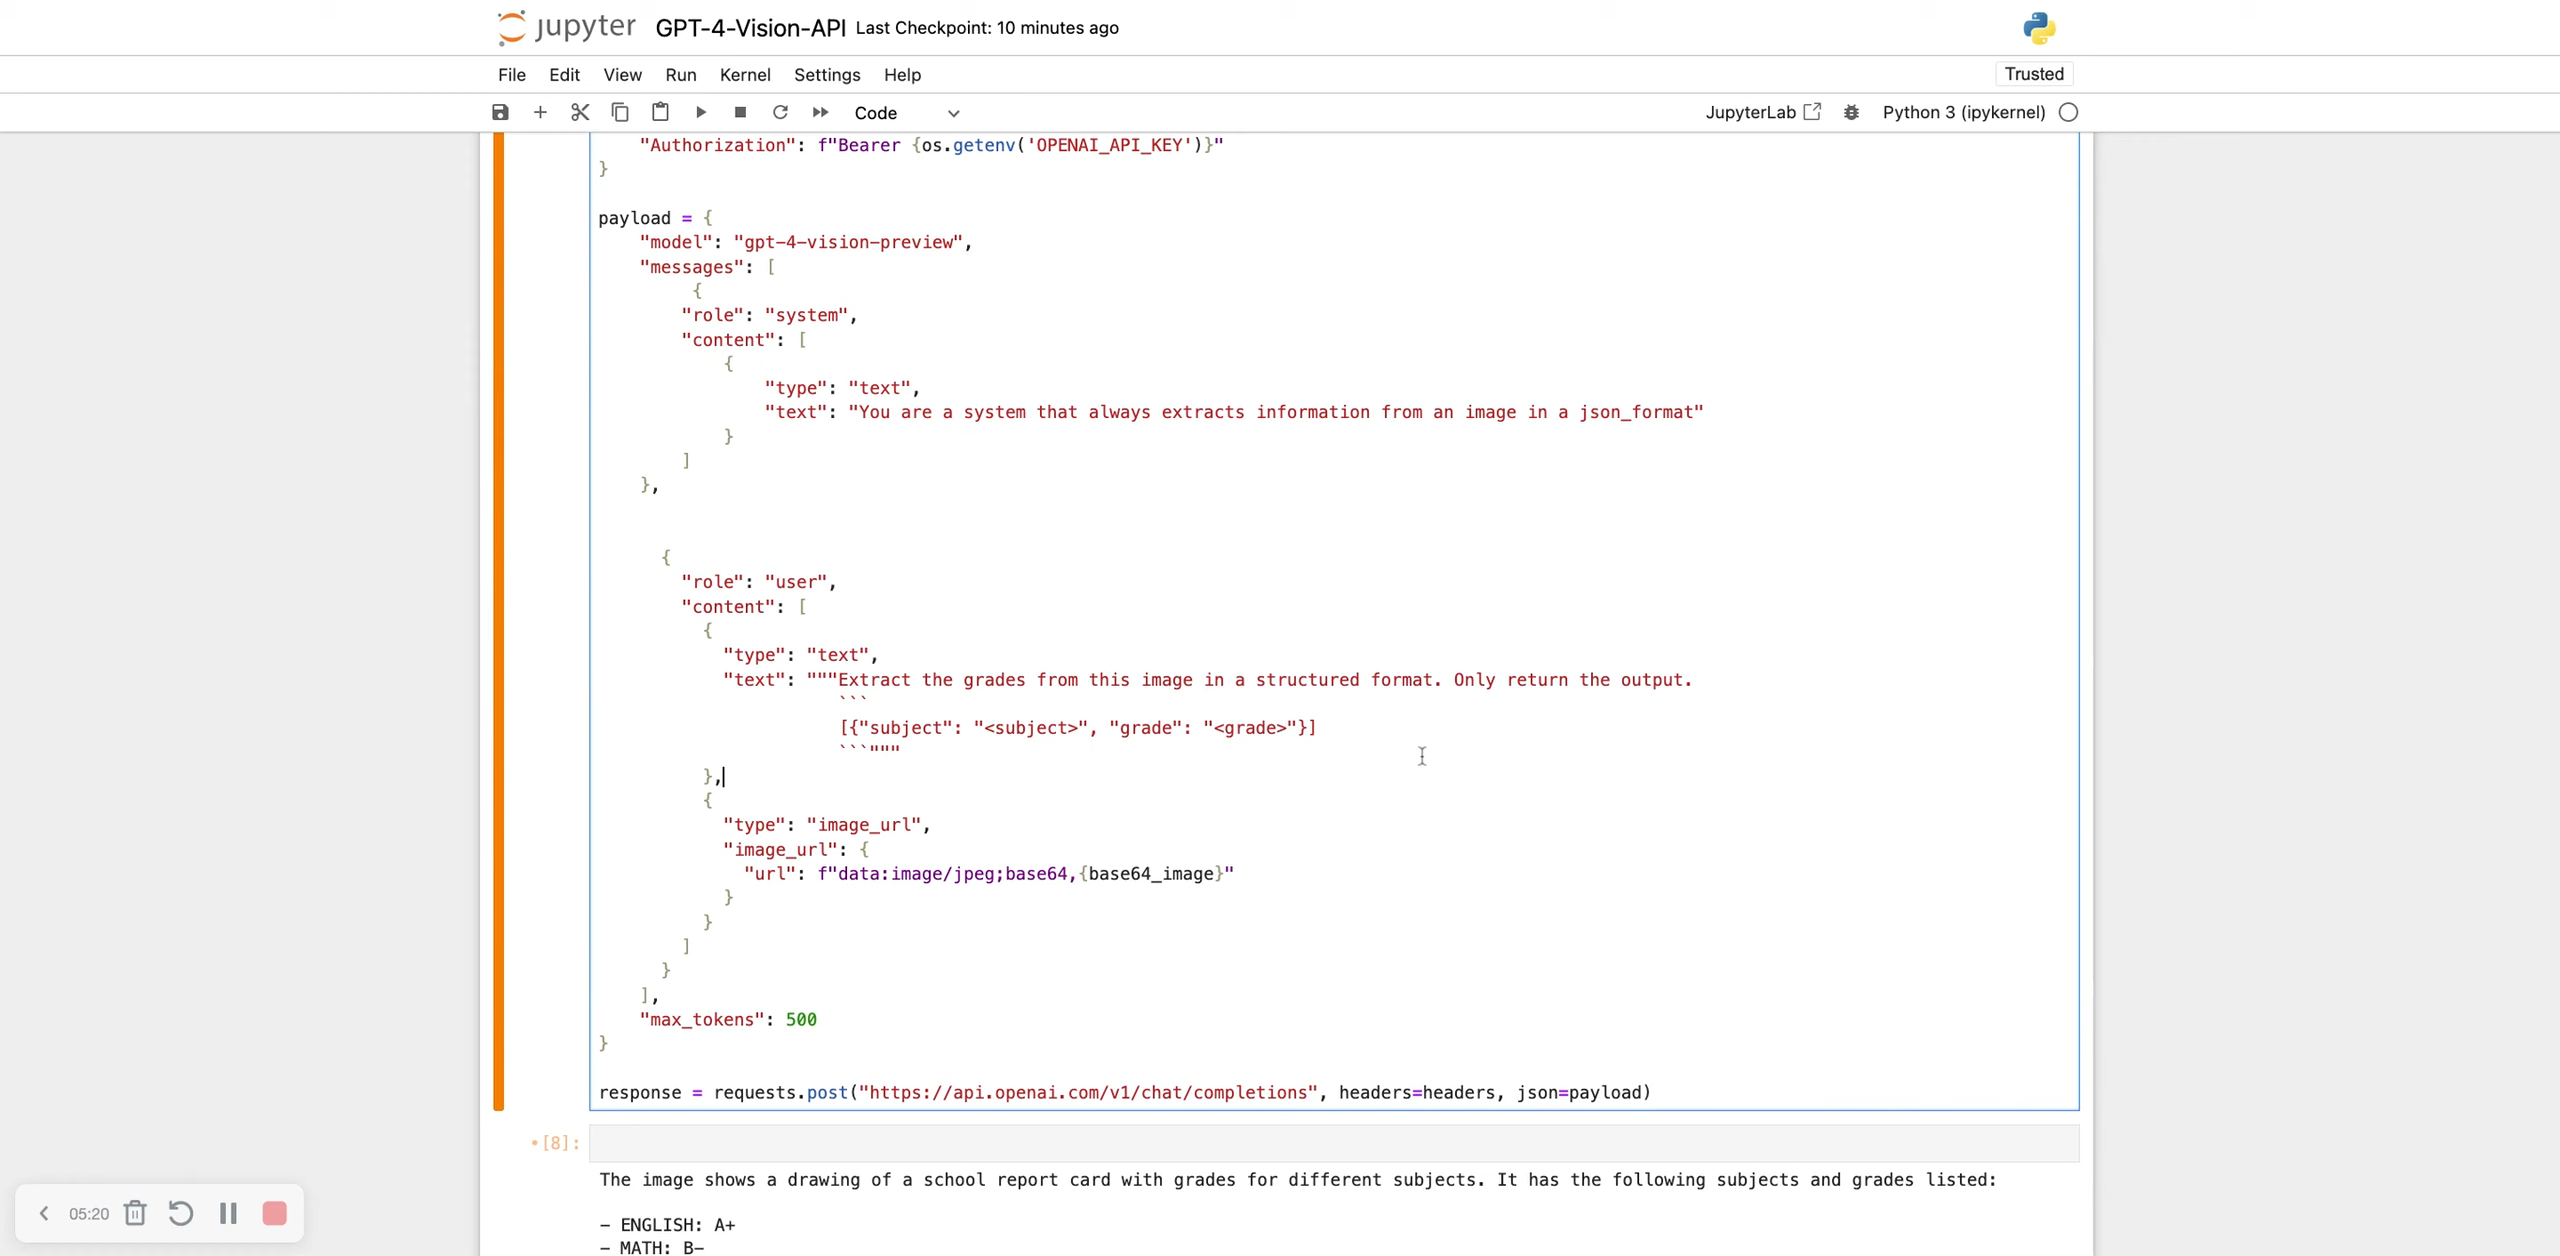 jupyter GPT-4-Vision-API Last Checkpoint: 10 minutes ago
File Edit View Run Kernel Settings Help Trusted
Code JupyterLab Python 3 (ipykernel)
"Authorization": f"Bearer {os.getenv('OPENAI_API_KEY')}"
}
payload = {
"model": "gpt-4-vision-preview",
"messages": [
{
"role": "system",
"content": [
{
"type": "text",
"text": "You are a system that always extracts information from an image in a json_format"
}
]
},
{
"role": "user",
"content": [
{
"type": "text",
"text": """Extract the grades from this image in a structured format. Only return the output.
```
[{"subject": "<subject>", "grade": "<grade>"}]
```"""
},
{
"type": "image_url",
"image_url": {
"url": f"data:image/jpeg;base64,{base64_image}"
}
}
]
}
],
"max_tokens": 500
}
response = requests.post("https://api.openai.com/v1/chat/completions", headers=headers, json=payload)
•[8]:
The image shows a drawing of a school report card with grades for different subjects. It has the following subjects and grades listed:
05:20
- ENGLISH: A+
- MATH: B-